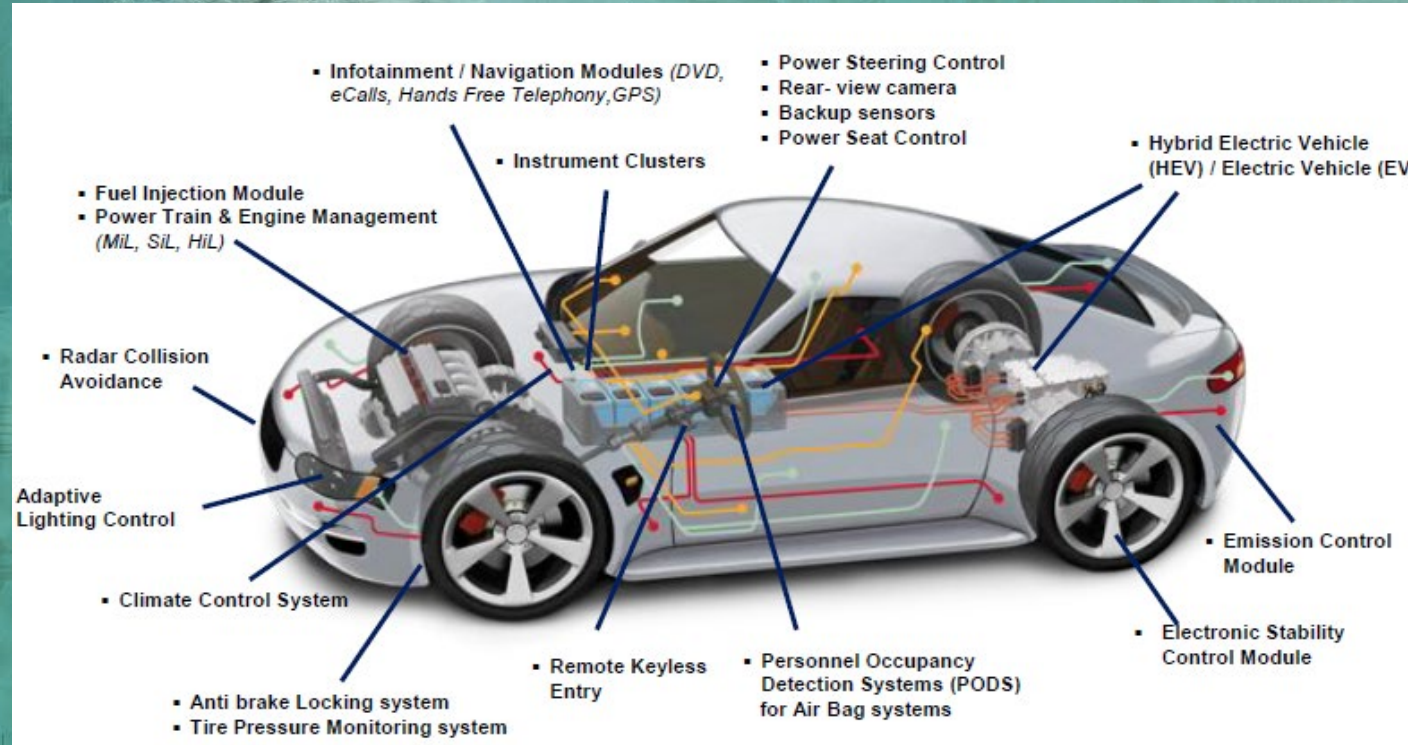 ▪ Infotainment / Navigation Modules (DVD,
eCalls, Hands Free Telephony,GPS)
▪ Power Steering Control
▪ Rear- view camera
▪ Backup sensors
▪ Power Seat Control
▪ Instrument Clusters
▪ Hybrid Electric Vehicle
(HEV) / Electric Vehicle (EV
▪ Fuel Injection Module
▪ Power Train & Engine Management
(MiL, SiL, HiL)
▪ Radar Collision
Avoidance
Adaptive
Lighting Control
▪ Climate Control System
▪ Anti brake Locking system
▪ Tire Pressure Monitoring system
▪ Remote Keyless
Entry
▪ Personnel Occupancy
Detection Systems (PODS)
for Air Bag systems
▪ Emission Control
Module
▪ Electronic Stability
Control Module